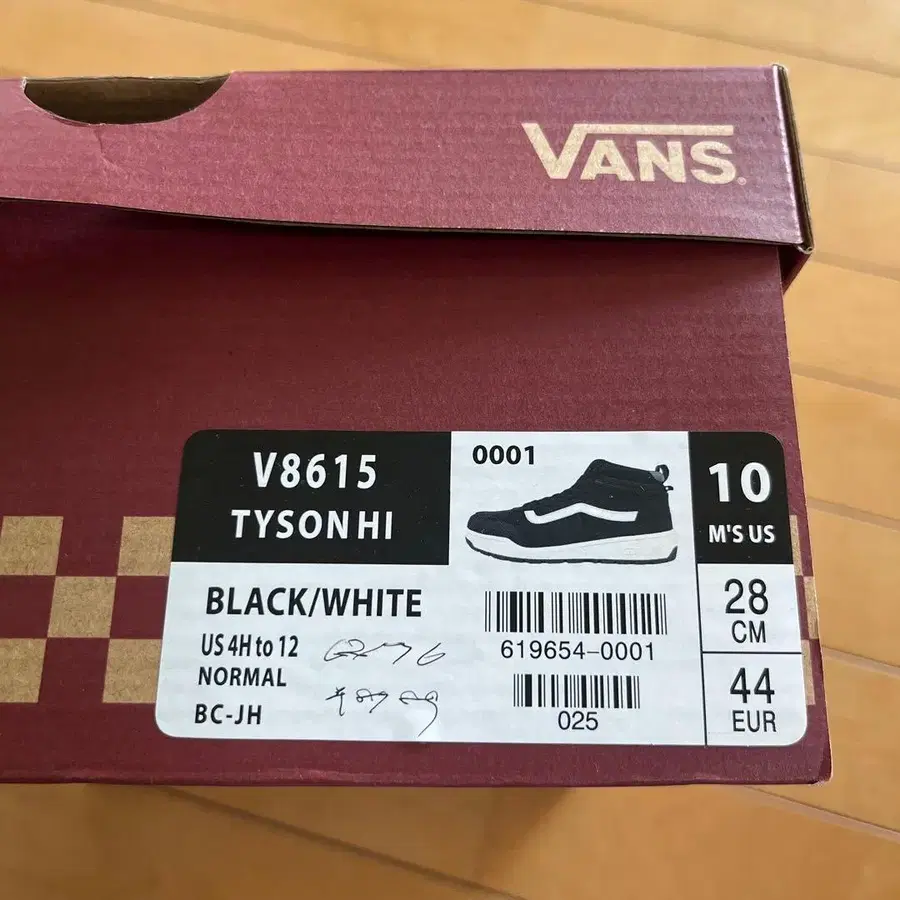 VANS
V8615
TYSON HI
0001
10
M'S US
BLACK/WHITE
US 4H to 12
NORMAL
BC-JH
619654-0001
025
28
CM
44
EUR